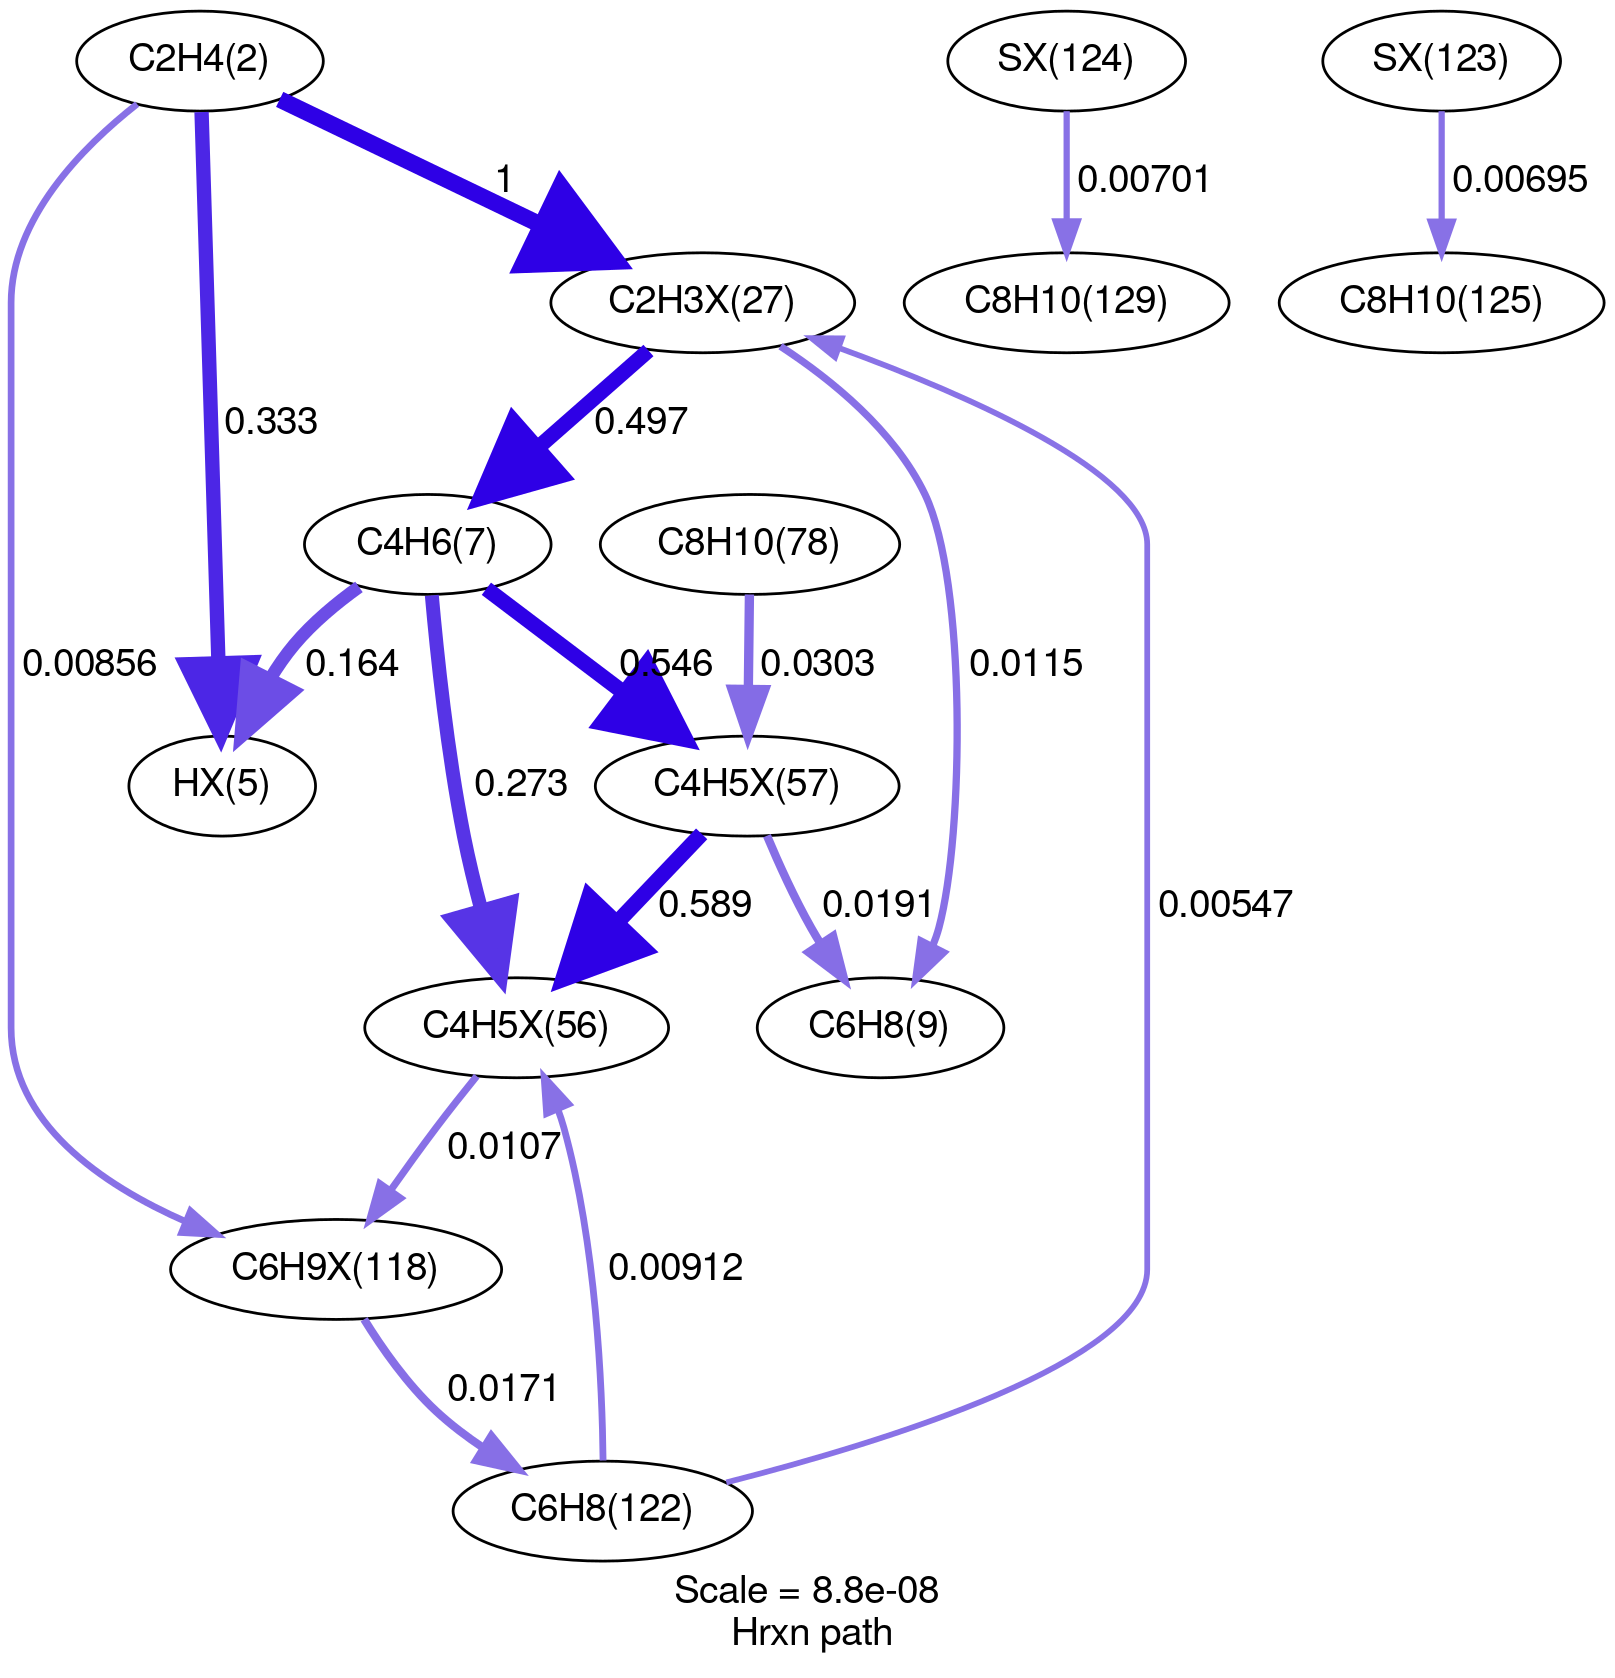 C2H4(2)
SX(124)
SX(123)
1
0.00701
0.00695
C2H3X(27)
C8H10(129)
C8H10(125)
0.333
0.497
C4H6(7)
C8H10(78)
0.00856
0.164
0.546
0.0303
0.0115
HX(5)
0.273
C4H5X(57)
0.589
0.0191
0.00547
C4H5X(56)
C6H8(9)
0.0107
C6H9X(118)
0.00912
0.0171
C6H8(122)
Scale = 8.8e-08
Hrxn path